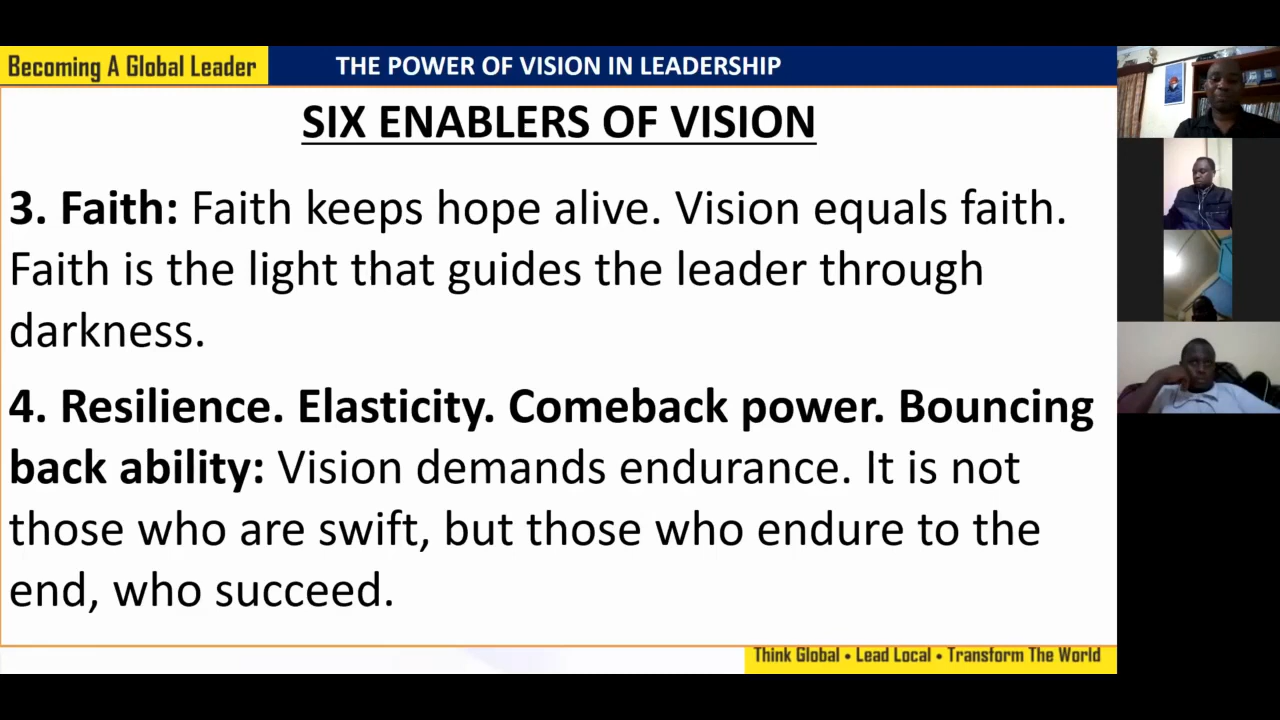 Becoming A Global Leader
THE POWER OF VISION IN LEADERSHIP
SIX ENABLERS OF VISION
3. Faith: Faith keeps hope alive. Vision equals faith.
Faith is the light that guides the leader through
darkness.
4. Resilience. Elasticity. Comeback power. Bouncing
back ability: Vision demands endurance. It is not
those who are swift, but those who endure to the
end, who succeed.
Think Global • Lead Local • Transform The World